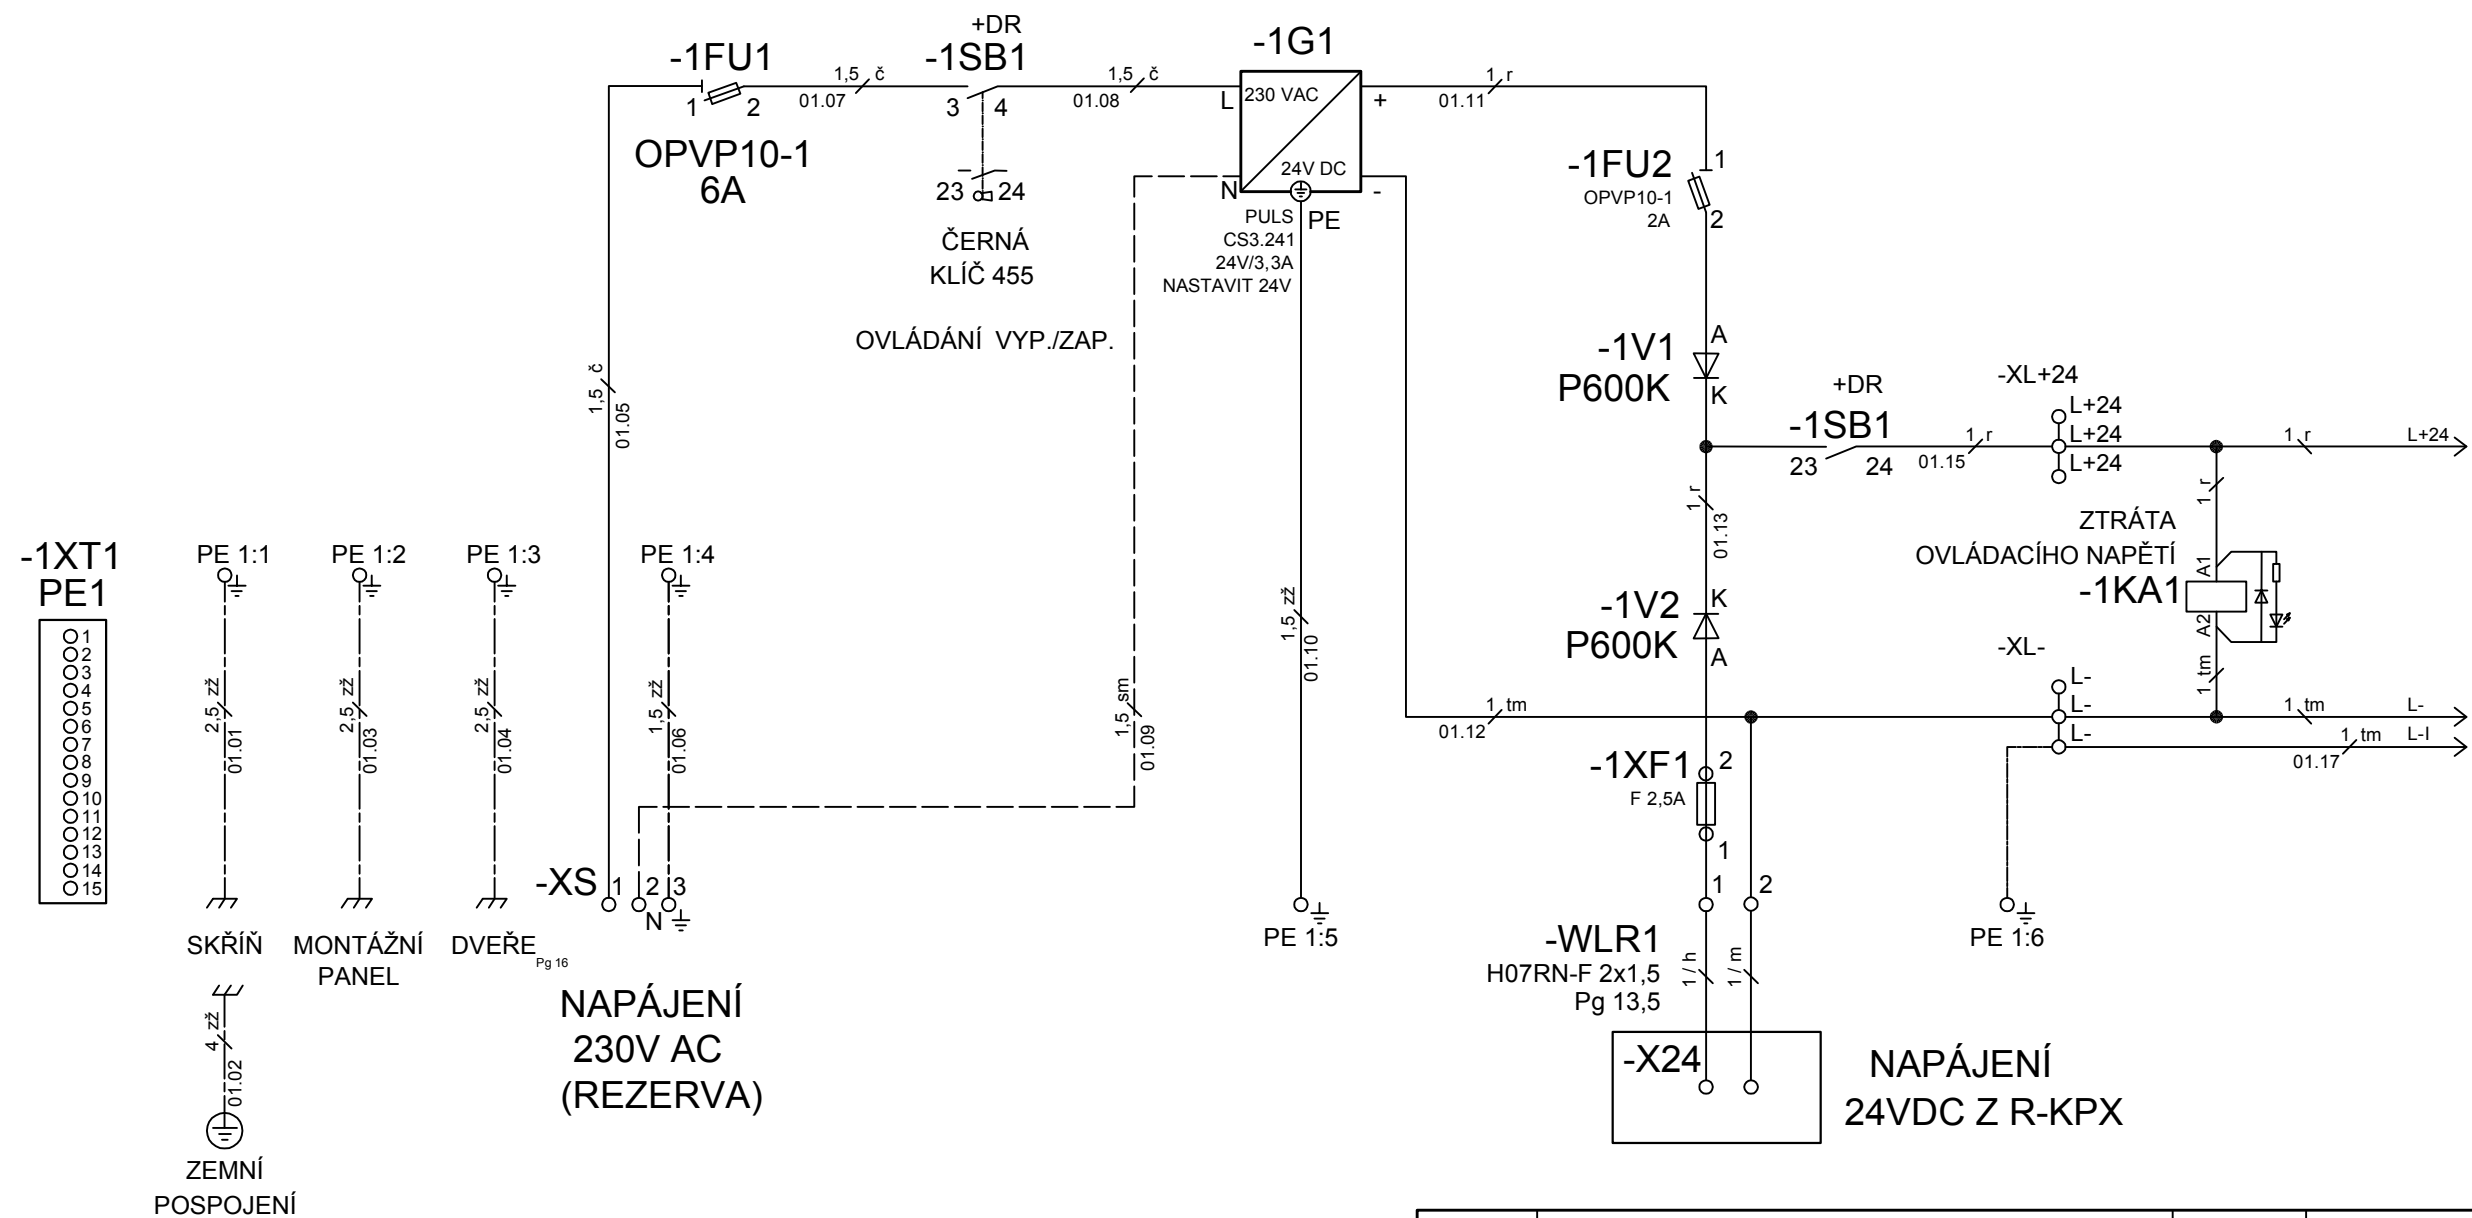 +DR
-1FU1
-1SB1
-1G1
1,5 č
01.07
1,5 č
01.08
1 r
01.11
1 2
3 4
L
230 VAC
+
OPVP10-1
6A
23 24
24V DC
N
-
PE
ČERNÁ
KLÍČ 455
PULS
CS3.241
24V/3,3A
NASTAVIT 24V
OVLÁDÁNÍ VYP./ZAP.
-1FU2
OPVP10-1
2A
1
2
-1V1
P600K
A
K
1,5 č
01.05
+DR
-1SB1
23 24
1 r
01.15
-XL+24
L+24
L+24
L+24
1 r
L+24
1 r
01.13
1 r
ZTRÁTA
OVLÁDACÍHO NAPĚTÍ
-1KA1
A1
A2
1 tm
-1XT1
PE1
1
2
3
4
5
6
7
8
9
10
11
12
13
14
15
PE 1:1
PE 1:2
PE 1:3
PE 1:4
2,5 zž
01.01
2,5 zž
01.03
2,5 zž
01.04
1,5 zž
01.06
1,5 sm
01.09
1,5 zž
01.10
-1V2
P600K
K
A
-XL-
L-
L-
L-
1 tm
01.12
1 tm
L-
1 tm
L-I
01.17
-1XF1
F 2,5A
2
1
-XS
1
2
3
N
SKŘÍŇ
MONTÁŽNÍ
PANEL
DVEŘE
Pg 16
PE 1:5
PE 1:6
1
2
-WLR1
H07RN-F 2x1,5
Pg 13,5
1 / h
1 / m
NAPÁJENÍ
230V AC
(REZERVA)
4 zž
01.02
ZEMNÍ
POSPOJENÍ
-X24
NAPÁJENÍ
24VDC Z R-KPX